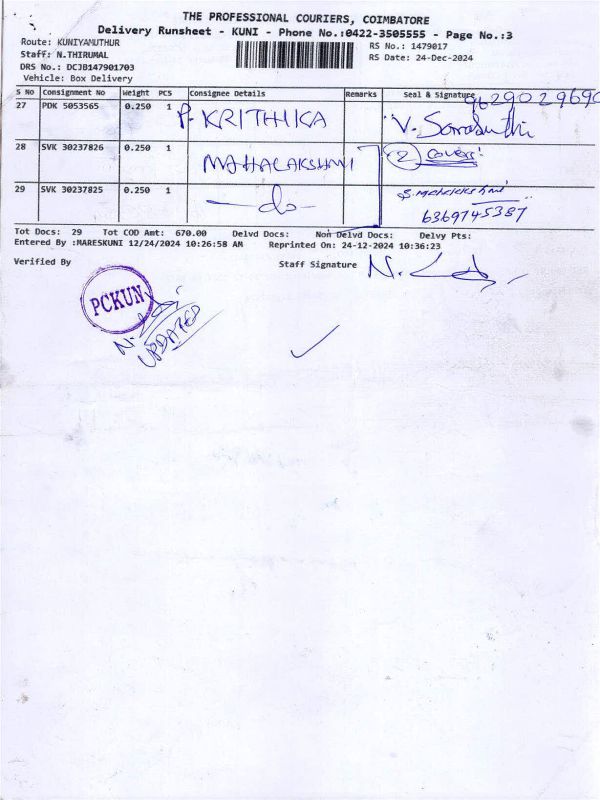 THE PROFESSIONAL COURIERS, COIMBATORE
Delivery Runsheet - KUNI - Phone No.:0422-3505555 - Page No.:3
Route: KUNIYAMUTHUR
Staff: N.THIRUMAL
DRS No.: DCJB147901703
Vehicle: Box Delivery
RS No.: 1479017
RS Date: 24-Dec-2024
S No Consignment No Weight PCS Consignee Details Remarks Seal & Signature
9629029690
27 PDK 5053565 0.250 1 P. KRITHIKA V. Sarasuthi
28 SVK 30237826 0.250 1 MAHALAKSHMI 2 covers!
29 SVK 30237825 0.250 1 —do—
6369745387
Tot Docs: 29 Tot COD Amt: 670.00 Delvd Docs: Non Delvd Docs: Delvy Pts:
Entered By :MARESKUNI 12/24/2024 10:26:58 AM Reprinted On: 24-12-2024 10:36:23
Verified By Staff Signature
PCKUN
UPDATED